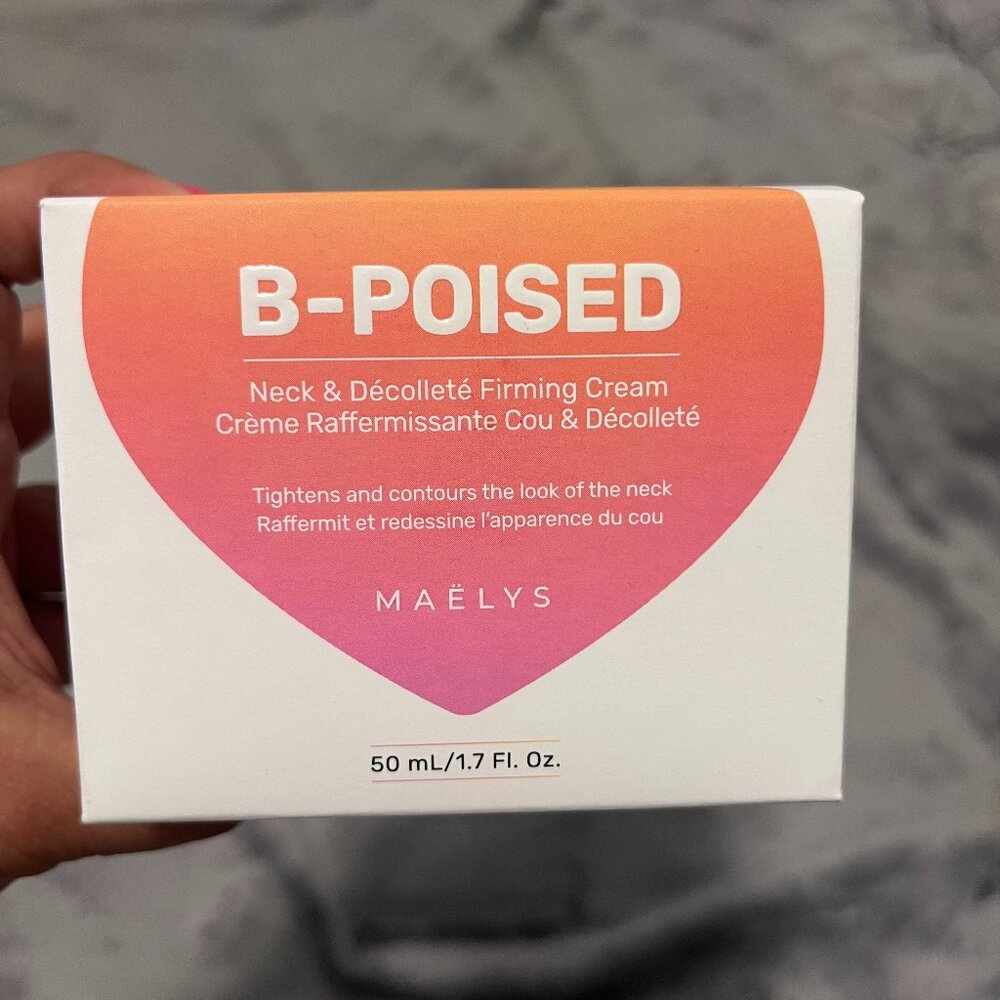 B-POISED
Neck & Décolleté Firming Cream
Crème Raffermissante Cou & Décolleté
Tightens and contours the look of the neck
Raffermit et redessine l'apparence du cou
MAËLYS
50 mL/1.7 Fl. Oz.